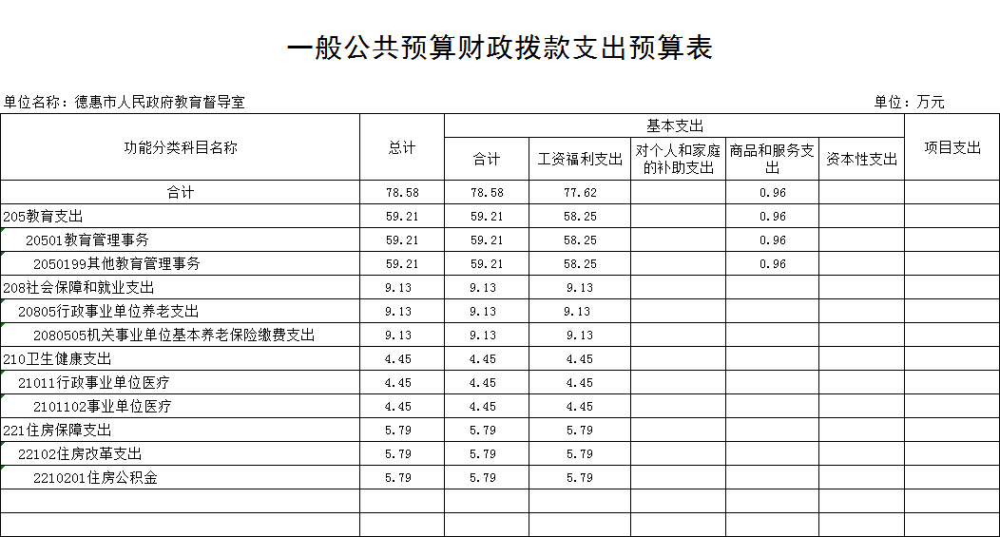 一般公共预算财政拨款支出预算表
单位名称：德惠市人民政府教育督导室 单位：万元
功能分类科目名称 总计 基本支出 项目支出
合计 工资福利支出 对个人和家庭的补助支出 商品和服务支出 资本性支出
合计 78.58 78.58 77.62 0.96
205教育支出 59.21 59.21 58.25 0.96
20501教育管理事务 59.21 59.21 58.25 0.96
2050199其他教育管理事务 59.21 59.21 58.25 0.96
208社会保障和就业支出 9.13 9.13 9.13
20805行政事业单位养老支出 9.13 9.13 9.13
2080505机关事业单位基本养老保险缴费支出 9.13 9.13 9.13
210卫生健康支出 4.45 4.45 4.45
21011行政事业单位医疗 4.45 4.45 4.45
2101102事业单位医疗 4.45 4.45 4.45
221住房保障支出 5.79 5.79 5.79
22102住房改革支出 5.79 5.79 5.79
2210201住房公积金 5.79 5.79 5.79